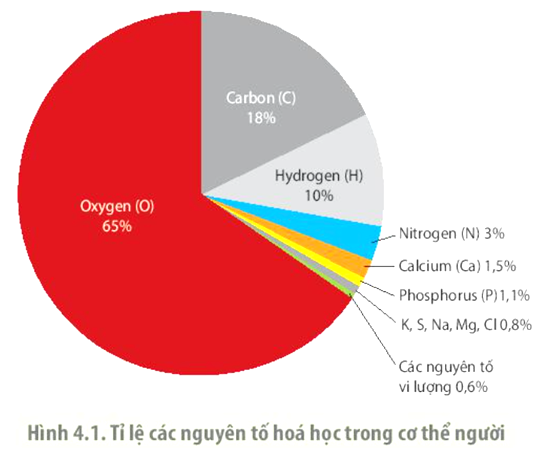 Carbon (C)
18%
Hydrogen (H)
10%
Oxygen (O)
65%
Nitrogen (N) 3%
Calcium (Ca) 1,5%
Phosphorus (P)1,1%
K, S, Na, Mg, Cl 0,8%
Các nguyên tố
vi lượng 0,6%
Hình 4.1. Tỉ lệ các nguyên tố hoá học trong cơ thể người